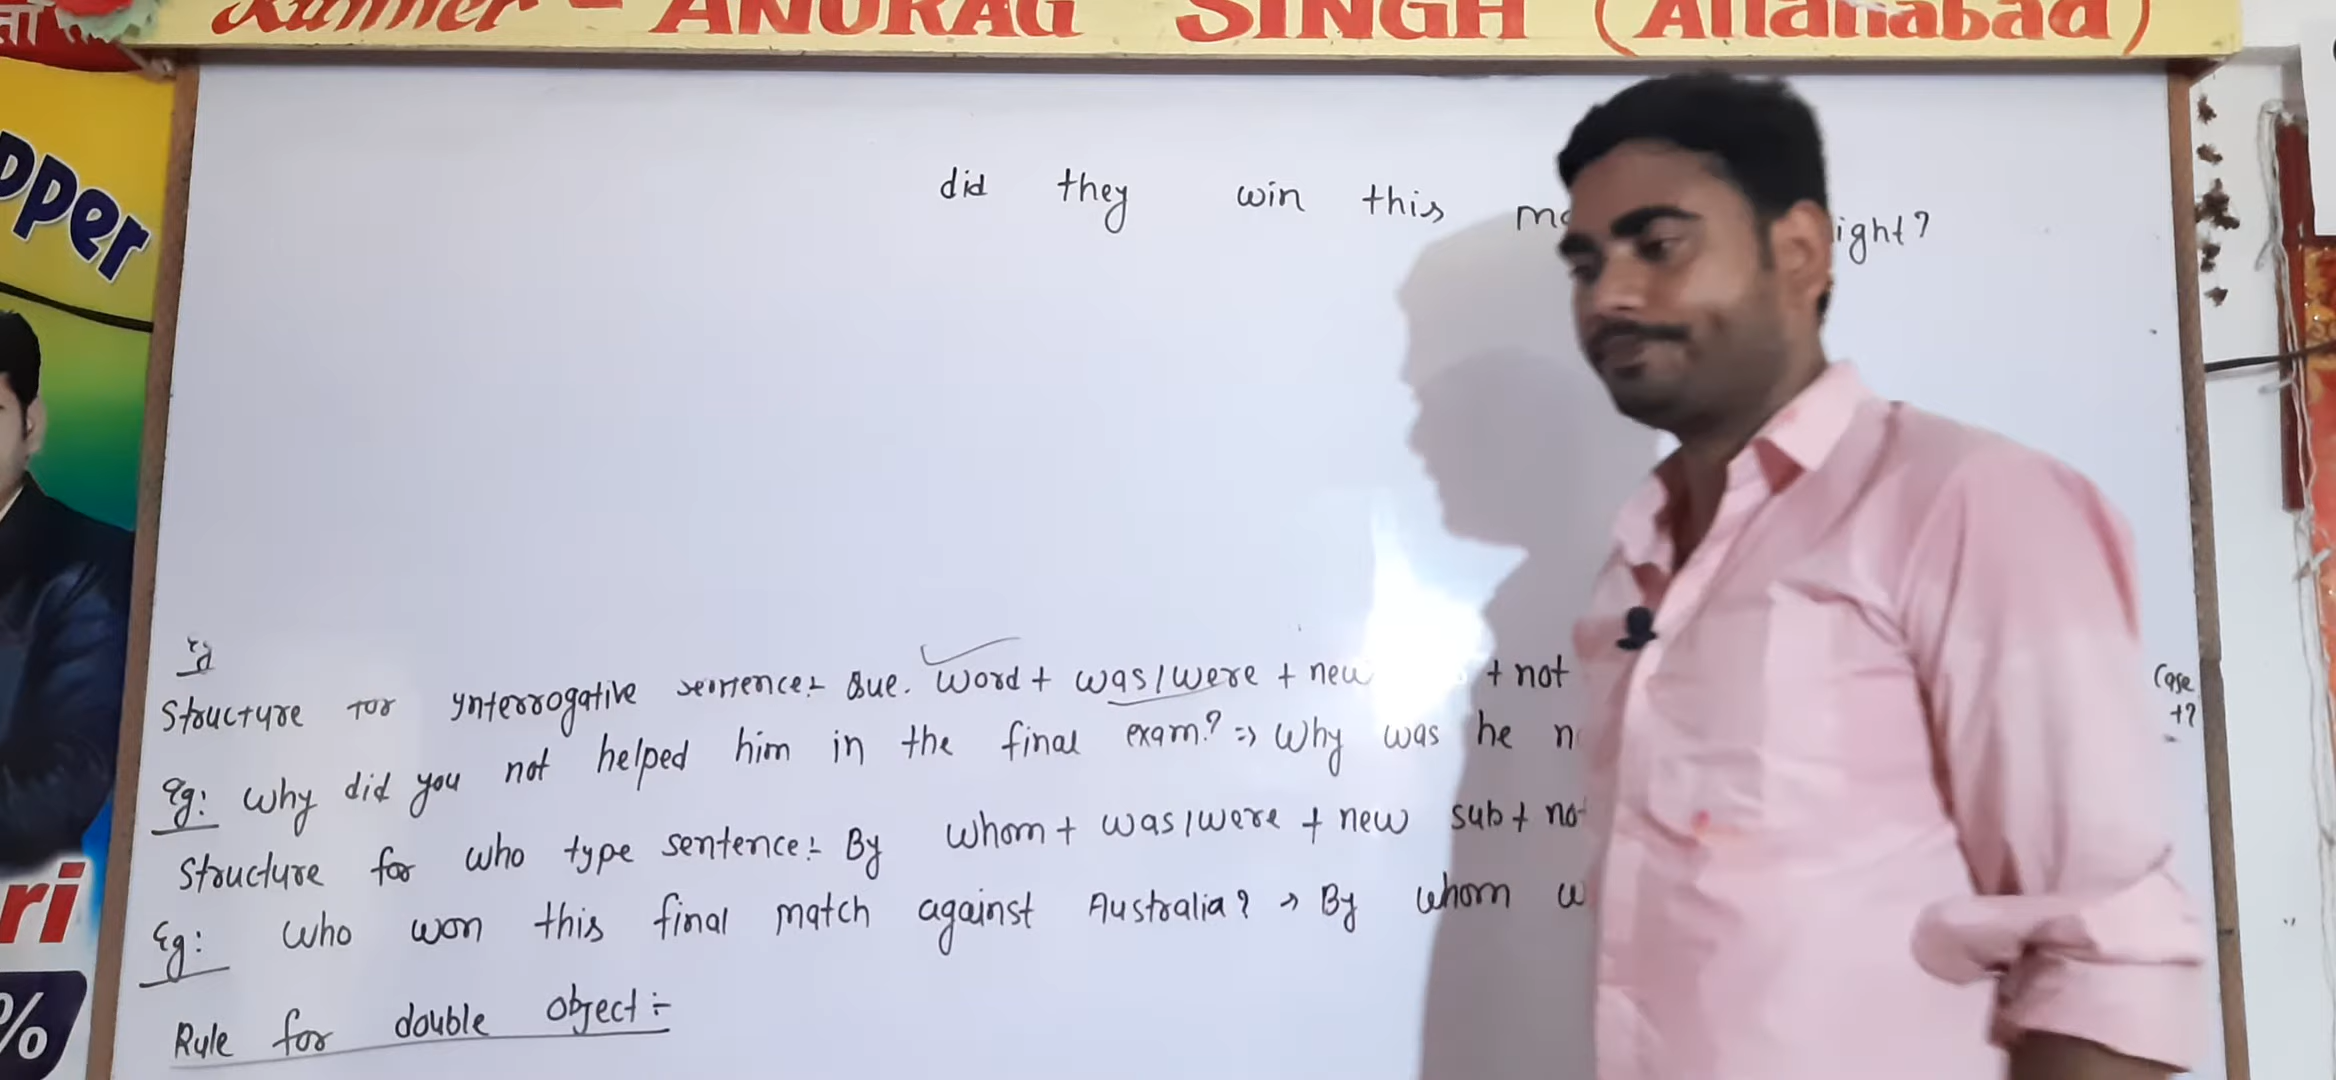 ANURAG SINGH (Allahabad)
pper
did they win this ight?
Structure for Ynterrogative sentence:- Que. word + was/were + new + not Case
Eg: Why did you not helped him in the final exam? => Why was he n t?
Structure for who type sentence:- By whom + was/were + new sub + no
Eg: Who won this final match against Australia? → By whom w
Rule for double object :-
ri
%